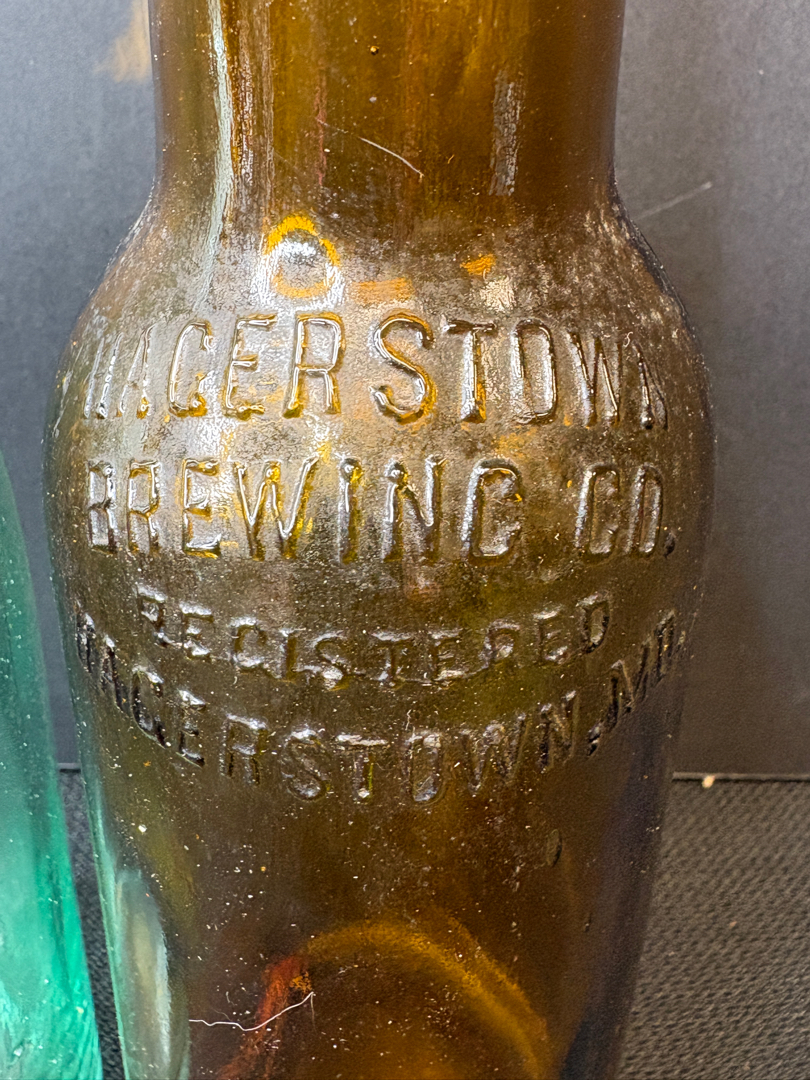 HAGERSTOWN
BREWING CO.
REGISTERED
HAGERSTOWN, MD.